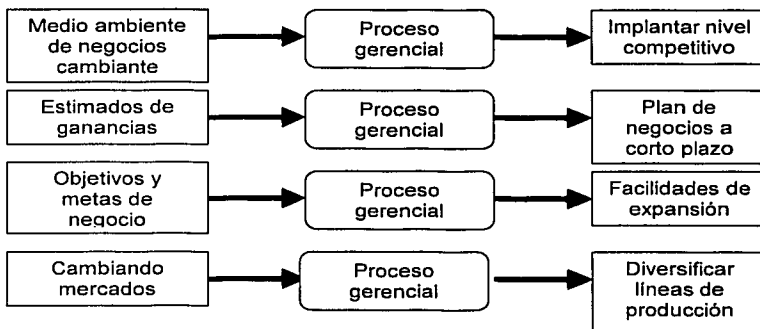 Medio ambiente
de negocios
cambiante
Proceso
gerencial
Implantar nivel
competitivo
Estimados de
ganancias
Proceso
gerencial
Plan de
negocios a
corto plazo
Objetivos y
metas de
negocio
Proceso
gerencial
Facilidades de
expansión
Cambiando
mercados
Proceso
gerencial
Diversificar
líneas de
producción